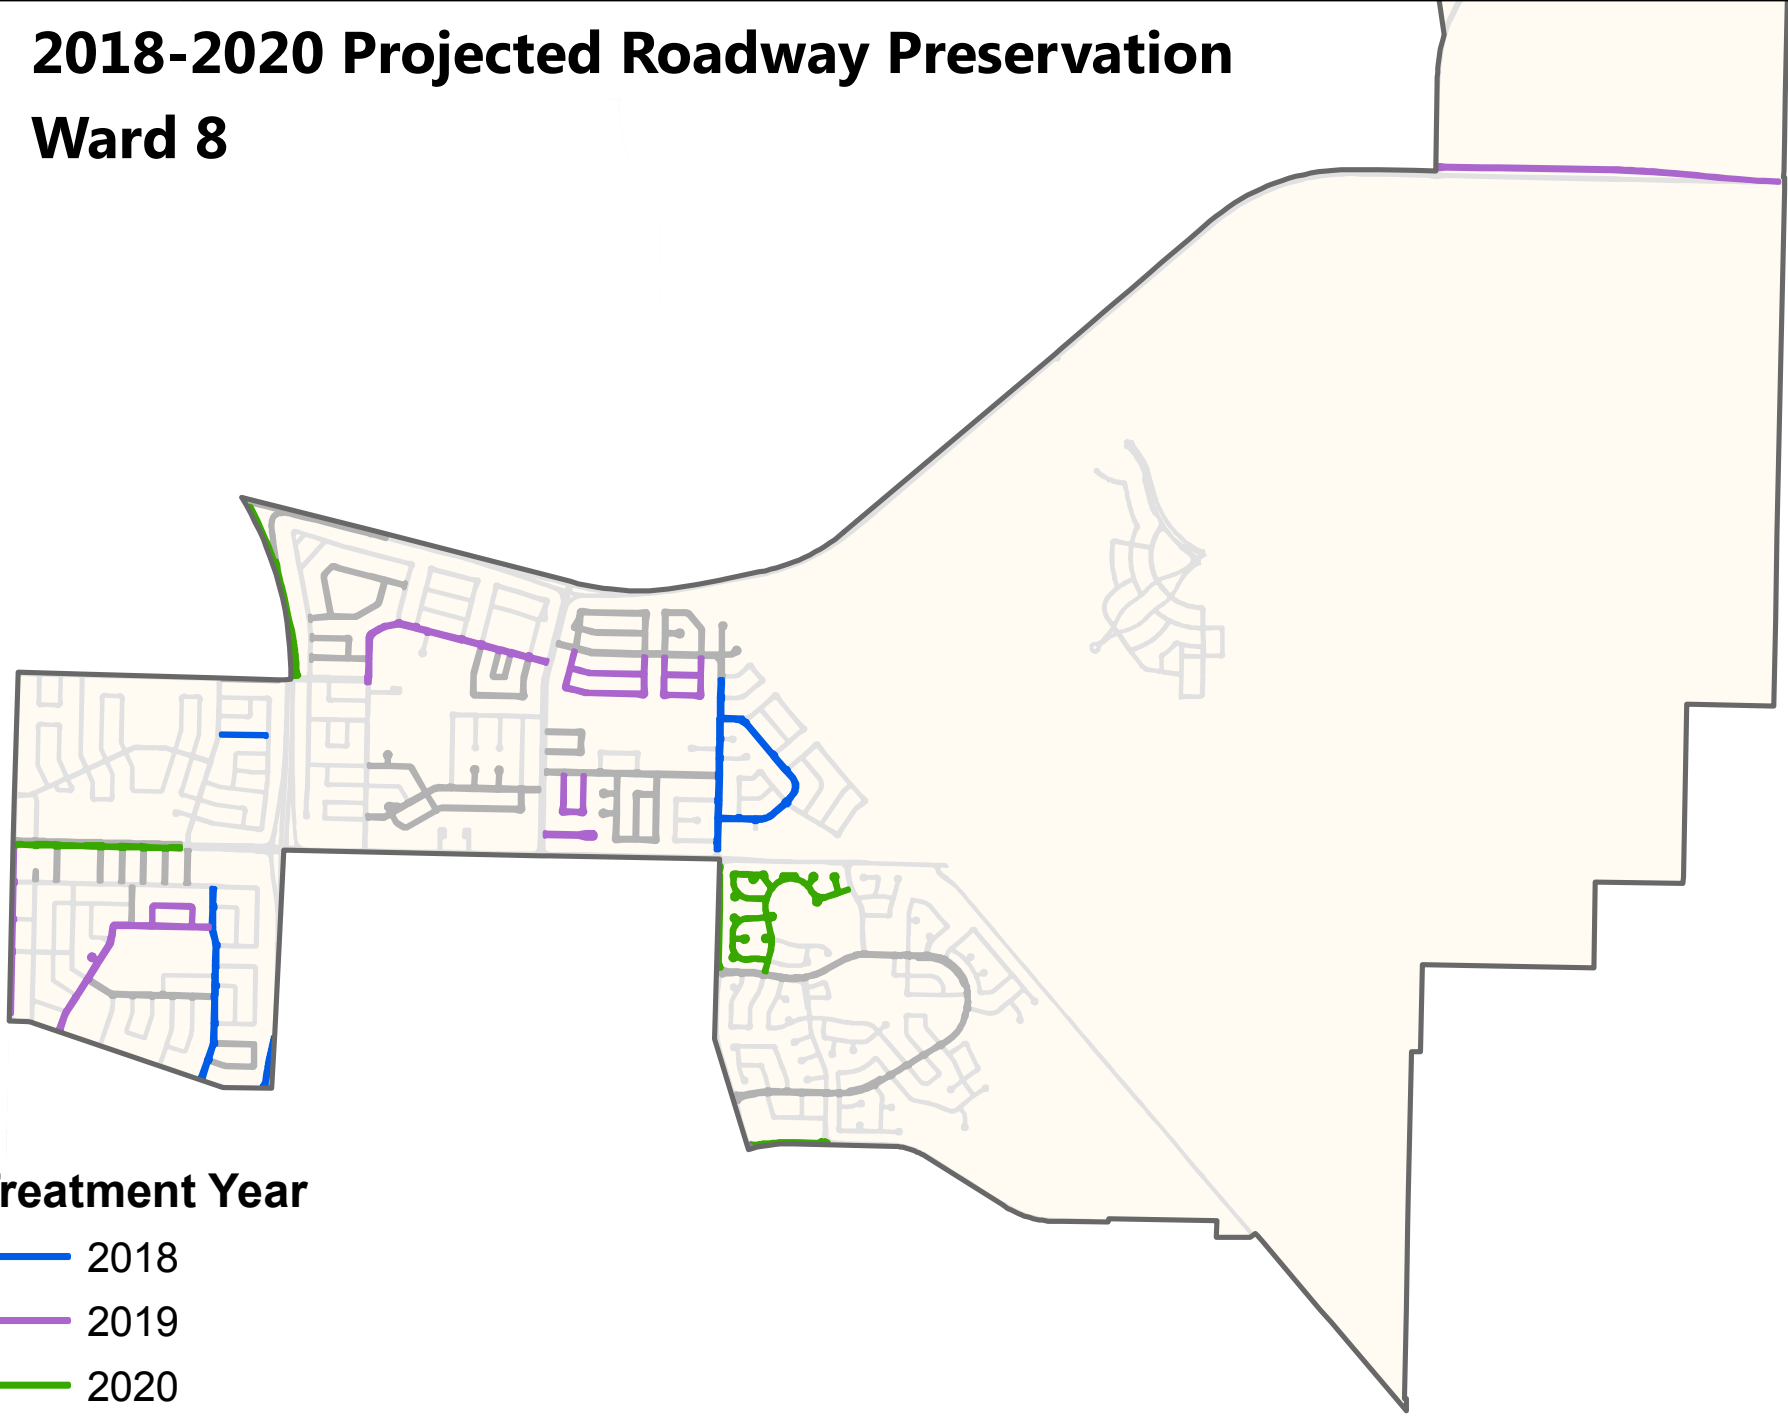 2018-2020 Projected Roadway Preservation
Ward 8
reatment Year
2018
2019
2020